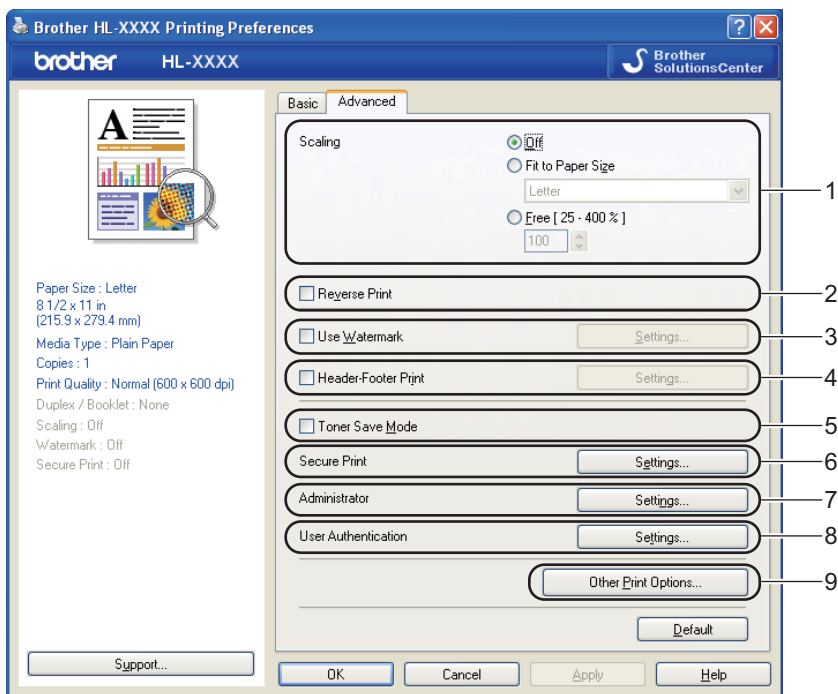 Brother HL-XXXX Printing Preferences
brother HL-XXXX
Brother
SolutionsCenter
Basic Advanced
A
Paper Size : Letter
8 1/2 x 11 in
(215.9 x 279.4 mm)
Media Type : Plain Paper
Copies : 1
Print Quality : Normal (600 x 600 dpi)
Duplex / Booklet : None
Scaling : Off
Watermark : Off
Secure Print : Off
Support...
Scaling
Off
Fit to Paper Size
Letter
Free [ 25 - 400 % ]
100
1
Reverse Print
2
Use Watermark Settings...
3
Header-Footer Print Settings...
4
Toner Save Mode
5
Secure Print Settings...
6
Administrator Settings...
7
User Authentication Settings...
8
Other Print Options...
9
Default
OK Cancel Apply Help